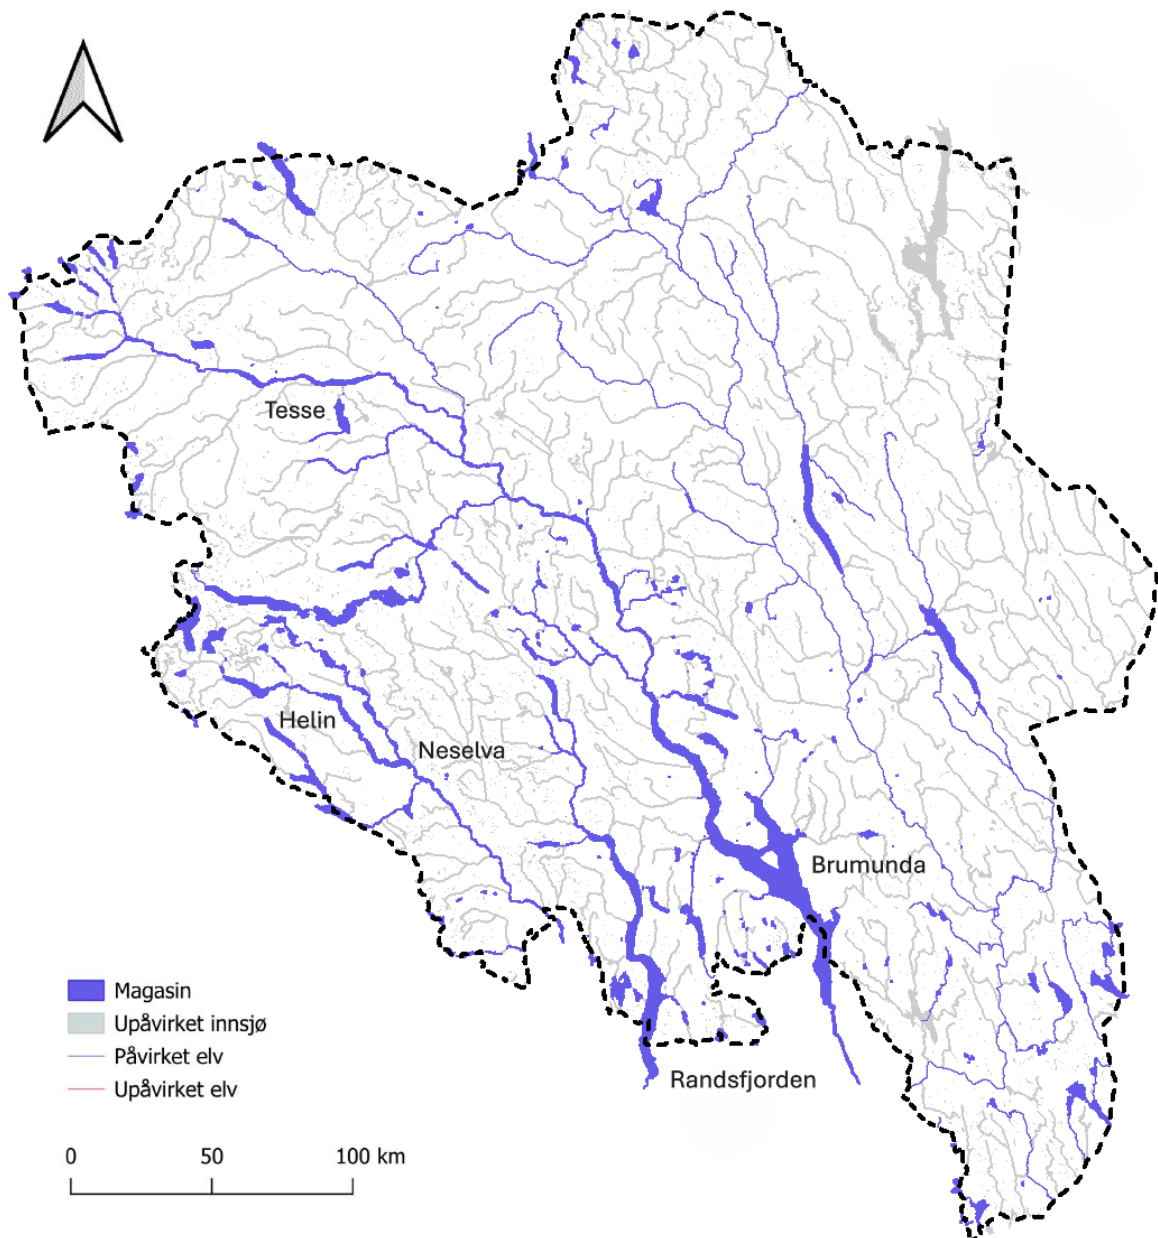 Tesse
Helin
Neselva
Brumunda
Magasin
Upåvirket innsjø
Påvirket elv
Upåvirket elv
Randsfjorden
0 50 100 km